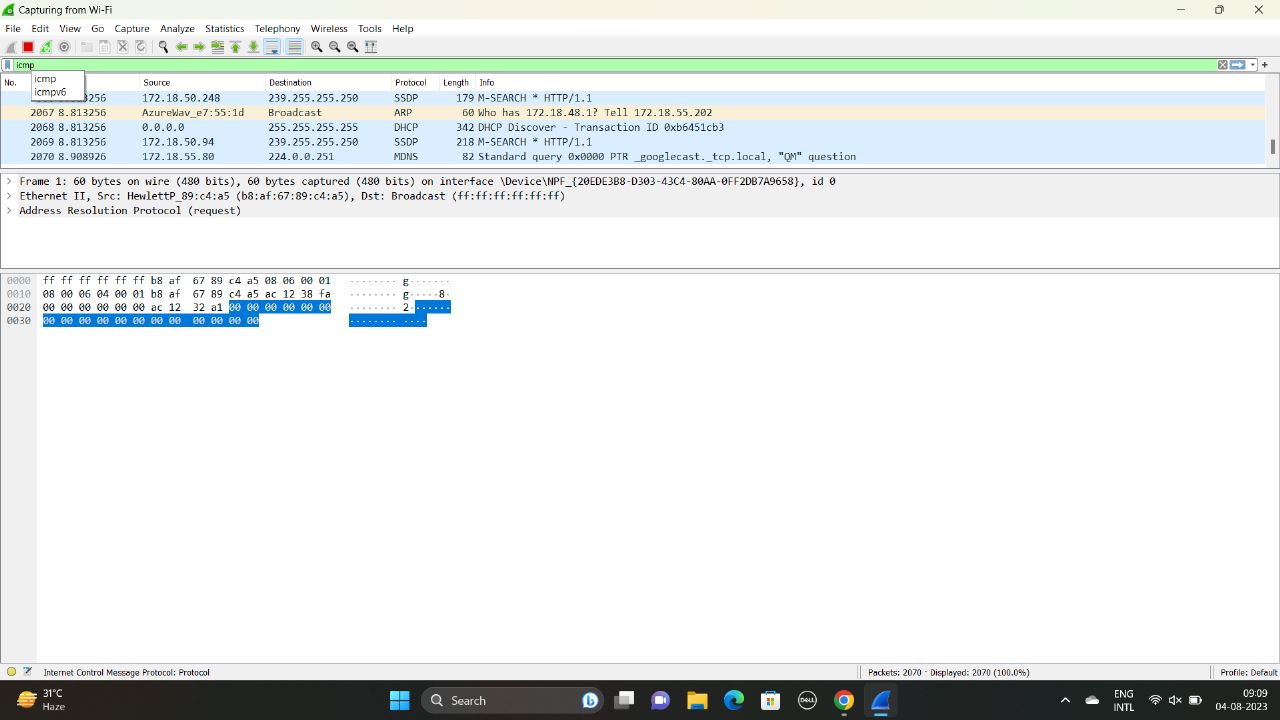 Capturing from Wi-Fi
File Edit View Go Capture Analyze Statistics Telephony Wireless Tools Help
icmp
icmp
icmpv6
No. Source Destination Protocol Length Info
813256 172.18.50.248 239.255.255.250 SSDP 179 M-SEARCH * HTTP/1.1
2067 8.813256 AzureWav_e7:55:1d Broadcast ARP 60 Who has 172.18.48.1? Tell 172.18.55.202
2068 8.813256 0.0.0.0 255.255.255.255 DHCP 342 DHCP Discover - Transaction ID 0xb6451cb3
2069 8.813256 172.18.50.94 239.255.255.250 SSDP 218 M-SEARCH * HTTP/1.1
2070 8.908926 172.18.55.80 224.0.0.251 MDNS 82 Standard query 0x0000 PTR _googlecast._tcp.local, "QM" question
Frame 1: 60 bytes on wire (480 bits), 60 bytes captured (480 bits) on interface \Device\NPF_{20EDE3B8-D303-43C4-80AA-0FF2DB7A9658}, id 0
Ethernet II, Src: HewlettP_89:c4:a5 (b8:af:67:89:c4:a5), Dst: Broadcast (ff:ff:ff:ff:ff:ff)
Address Resolution Protocol (request)
0000 ff ff ff ff ff ff b8 af 67 89 c4 a5 08 06 00 01 ········ g·······
0010 08 00 06 04 00 01 b8 af 67 89 c4 a5 ac 12 38 fa ········ g·····8·
0020 00 00 00 00 00 00 ac 12 32 a1 00 00 00 00 00 00 ········ 2·······
0030 00 00 00 00 00 00 00 00 00 00 00 00 ········ ····
Internet Control Message Protocol: Protocol
Packets: 2070 · Displayed: 2070 (100.0%)
Profile: Default
31°C
Haze
Search
DELL
ENG
INTL
09:09
04-08-2023